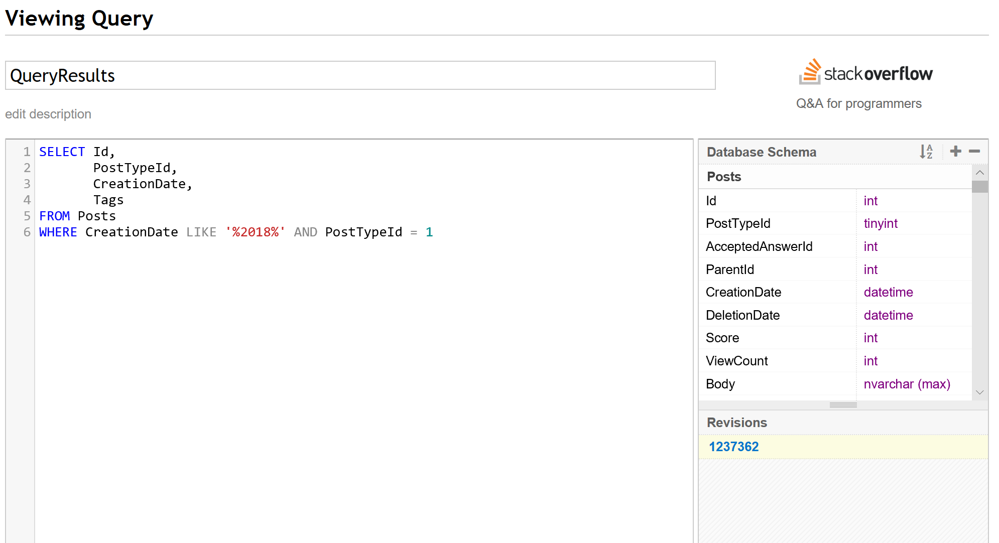 Viewing Query
QueryResults
stackoverflow
Q&A for programmers
edit description
1 SELECT Id,
2 PostTypeId,
3 CreationDate,
4 Tags
5 FROM Posts
6 WHERE CreationDate LIKE '%2018%' AND PostTypeId = 1
Database Schema AZ
Posts
Id int
PostTypeId tinyint
AcceptedAnswerId int
ParentId int
CreationDate datetime
DeletionDate datetime
Score int
ViewCount int
Body nvarchar (max)
Revisions
1237362